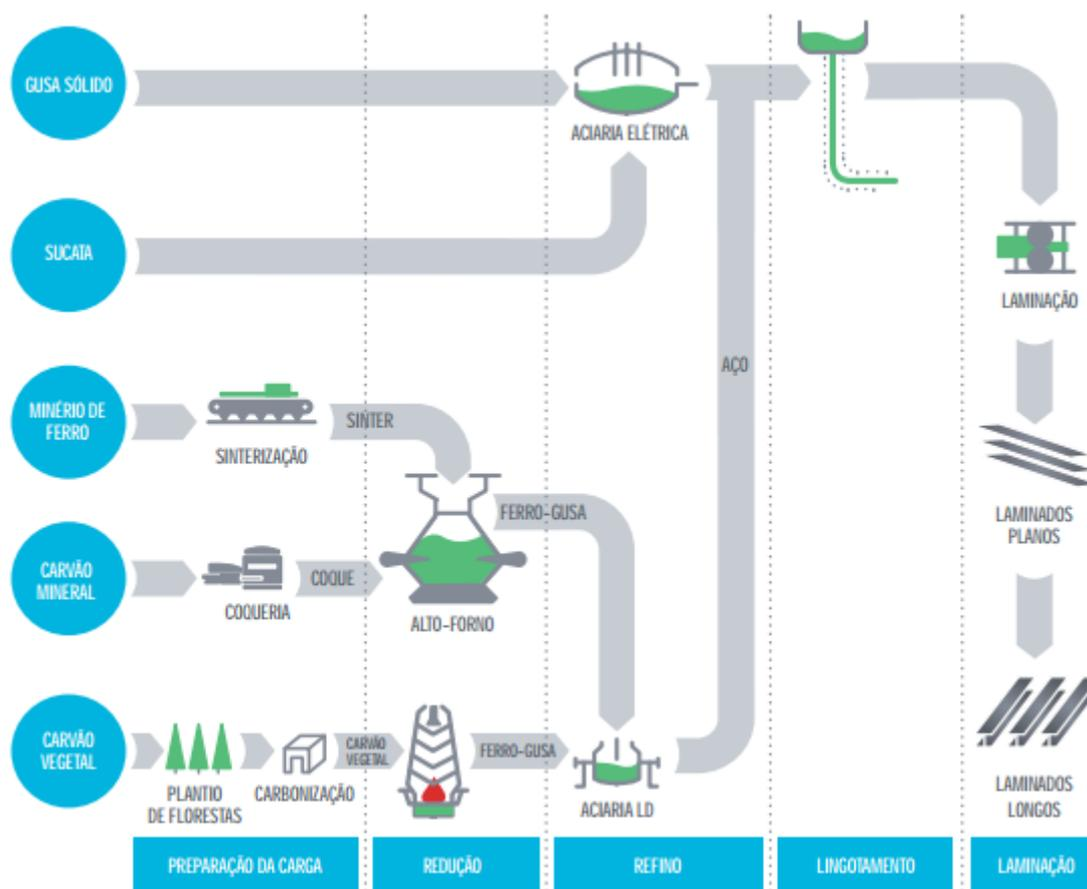 GUSA SÓLIDO
ACIARIA ELÉTRICA
SUCATA
LAMINAÇÃO
AÇO
MINÉRIO DE
FERRO
SINTERIZAÇÃO
SINTER
FERRO-GUSA
LAMINADOS
PLANOS
CARVÃO
MINERAL
COQUERIA
COQUE
ALTO-FORNO
CARVÃO
VEGETAL
PLANTIO
DE FLORESTAS
CARBONIZAÇÃO
CARVÃO
VEGETAL
FERRO-GUSA
ACIARIA LD
LAMINADOS
LONGOS
PREPARAÇÃO DA CARGA
REDUÇÃO
REFINO
LINGOTAMENTO
LAMINAÇÃO